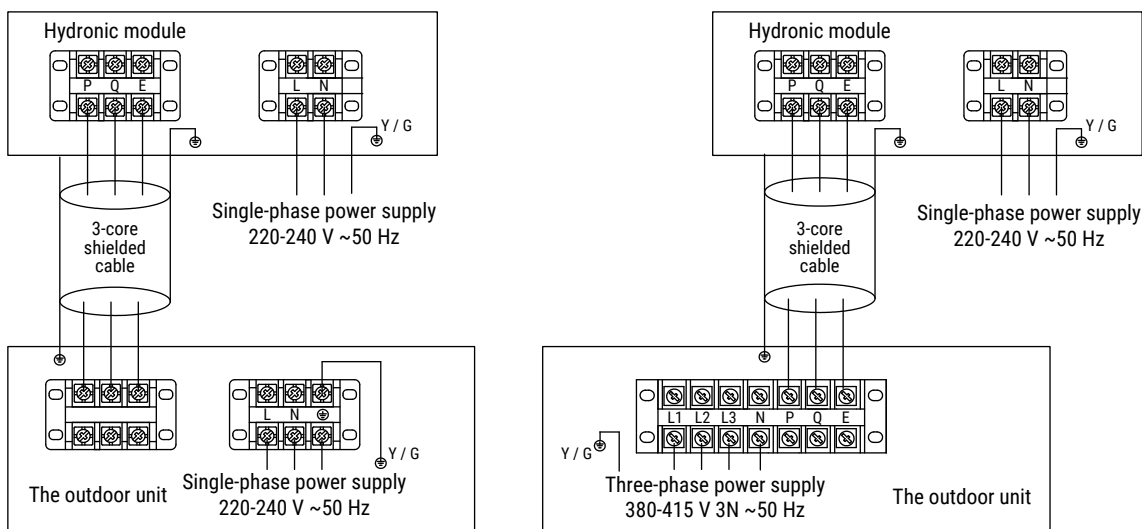 Hydronic module
P Q E
L N
Y / G
3-core
shielded
cable
Single-phase power supply
220-240 V ~50 Hz
L N
Y / G
The outdoor unit
Single-phase power supply
220-240 V ~50 Hz
Hydronic module
P Q E
L N
Y / G
3-core
shielded
cable
Single-phase power supply
220-240 V ~50 Hz
L1 L2 L3 N P Q E
Y / G
Three-phase power supply
380-415 V 3N ~50 Hz
The outdoor unit